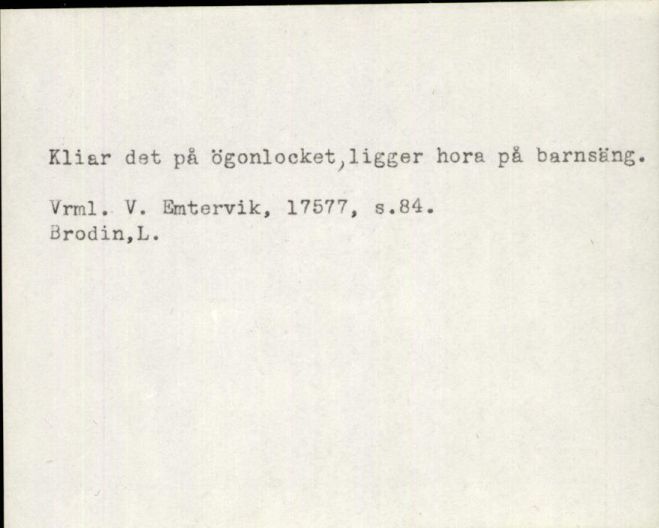 Kliar det på ögonlocket, ligger hora på barnsäng.
Vrml. V. Emtervik, 17577, s.84.
Brodin,L.